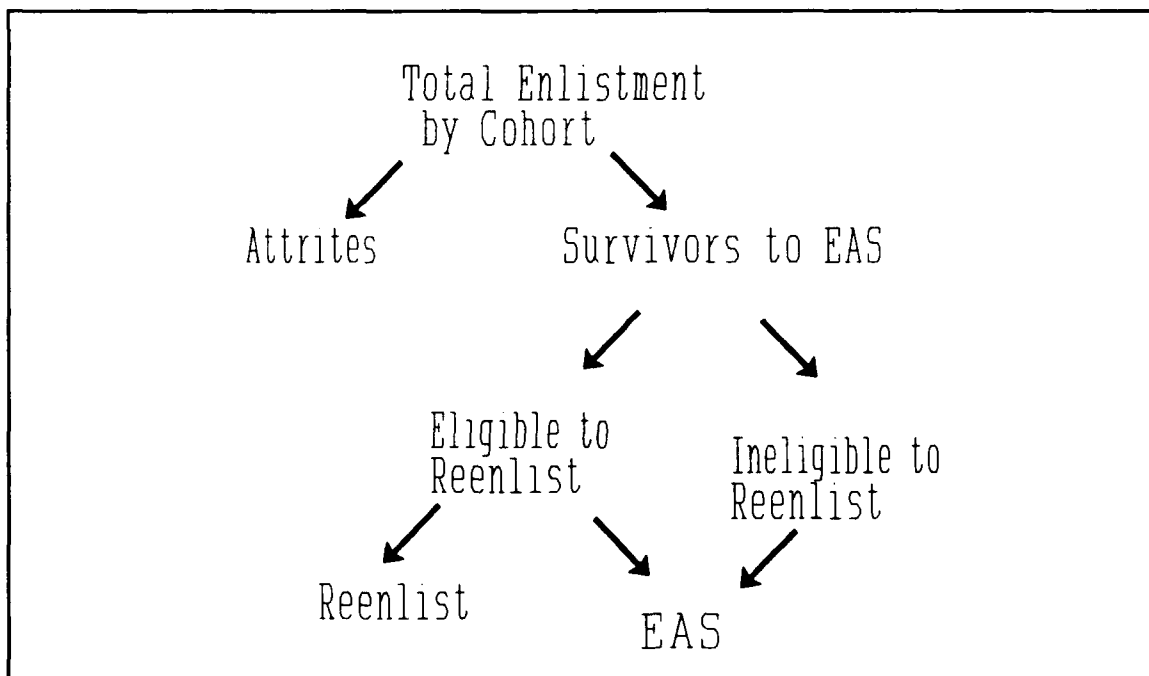 Total Enlistment
by Cohort
Attrites
Survivors to EAS
Eligible to
Reenlist
Ineligible to
Reenlist
Reenlist
EAS